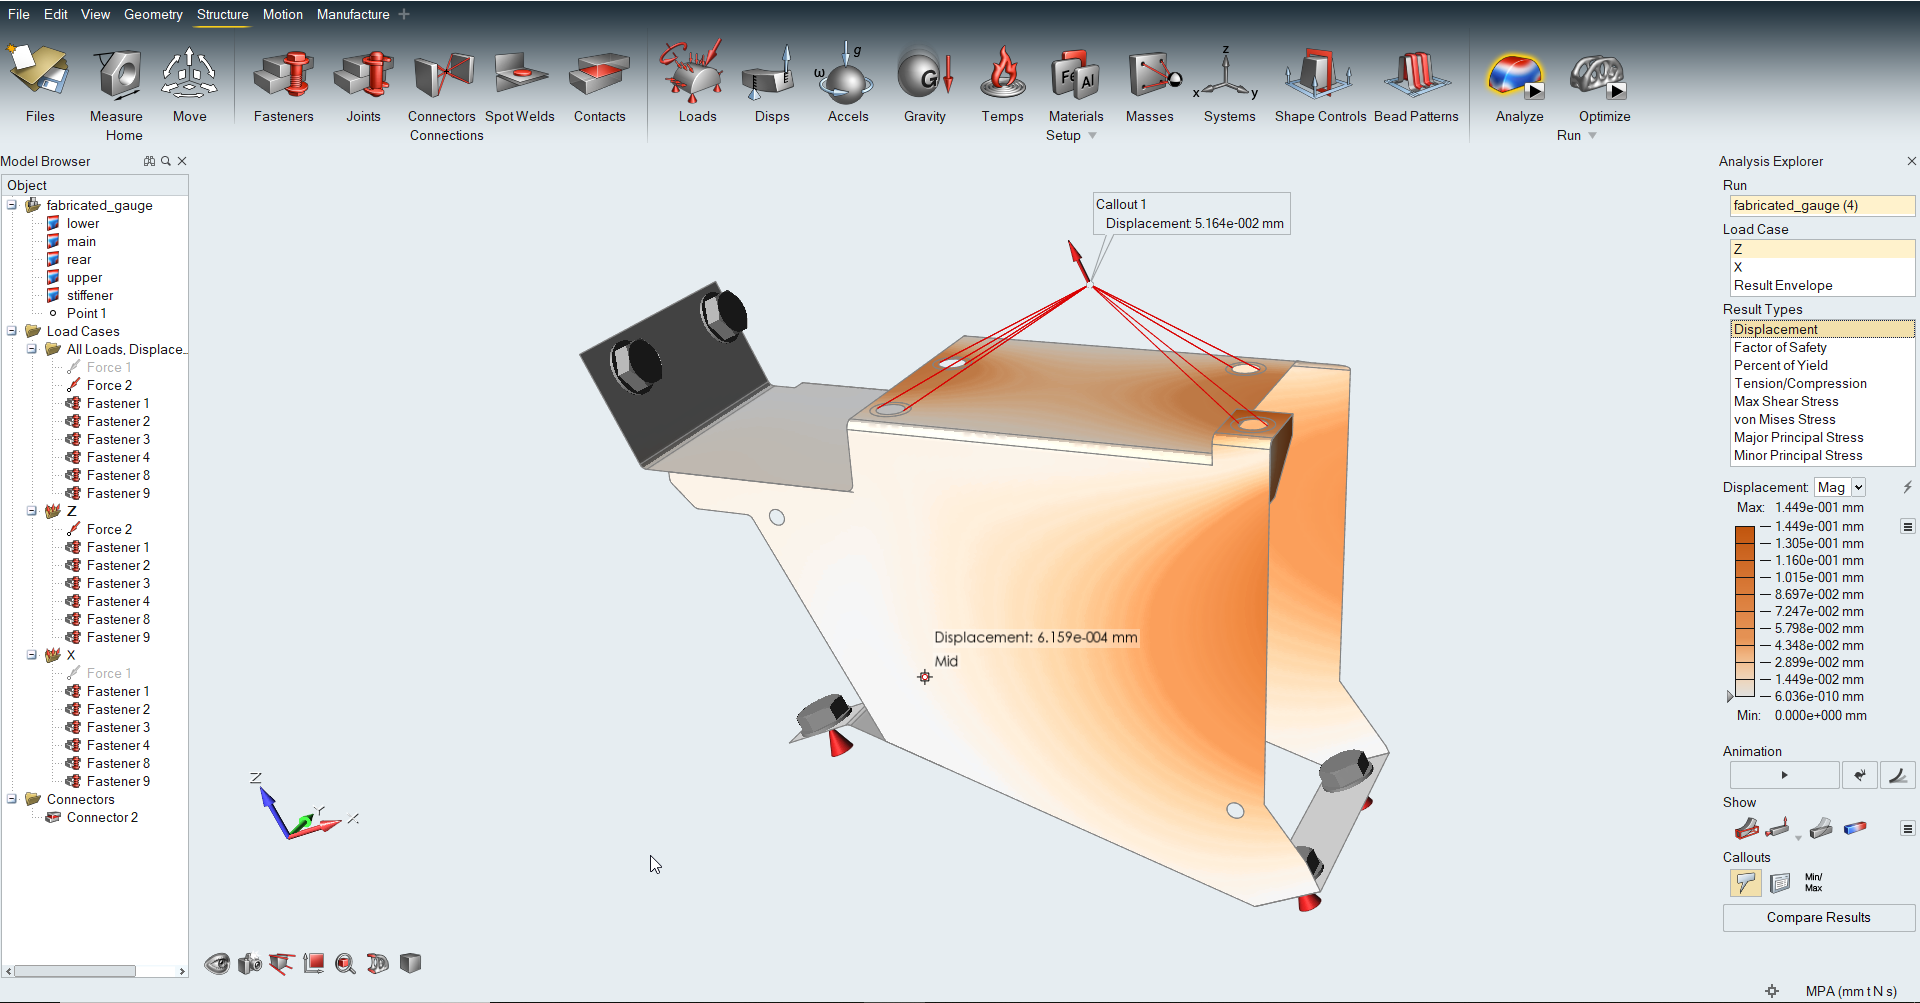 File Edit View Geometry Structure Motion Manufacture
Files Measure Move Fasteners Joints Connectors Spot Welds Contacts Loads Disps Accels Gravity Temps Materials Masses Systems Shape Controls Bead Patterns Analyze Optimize
Home Connections Setup Run
Model Browser
Object
fabricated_gauge
lower
main
rear
upper
stiffener
Point 1
Load Cases
All Loads, Displace...
Force 1
Force 2
Fastener 1
Fastener 2
Fastener 3
Fastener 4
Fastener 8
Fastener 9
Z
Force 2
Fastener 1
Fastener 2
Fastener 3
Fastener 4
Fastener 8
Fastener 9
X
Force 1
Fastener 1
Fastener 2
Fastener 3
Fastener 4
Fastener 8
Fastener 9
Connectors
Connector 2
Callout 1
Displacement: 5.164e-002 mm
Displacement: 6.159e-004 mm
Mid
Z
Y
X
Analysis Explorer
Run
fabricated_gauge (4)
Load Case
Z
X
Result Envelope
Result Types
Displacement
Factor of Safety
Percent of Yield
Tension/Compression
Max Shear Stress
von Mises Stress
Major Principal Stress
Minor Principal Stress
Displacement: Mag
Max: 1.449e-001 mm
1.449e-001 mm
1.305e-001 mm
1.160e-001 mm
1.015e-001 mm
8.697e-002 mm
7.247e-002 mm
5.798e-002 mm
4.348e-002 mm
2.899e-002 mm
1.449e-002 mm
6.036e-010 mm
Min: 0.000e+000 mm
Animation
Show
Callouts
Min/
Max
Compare Results
MPA (mm t N s)